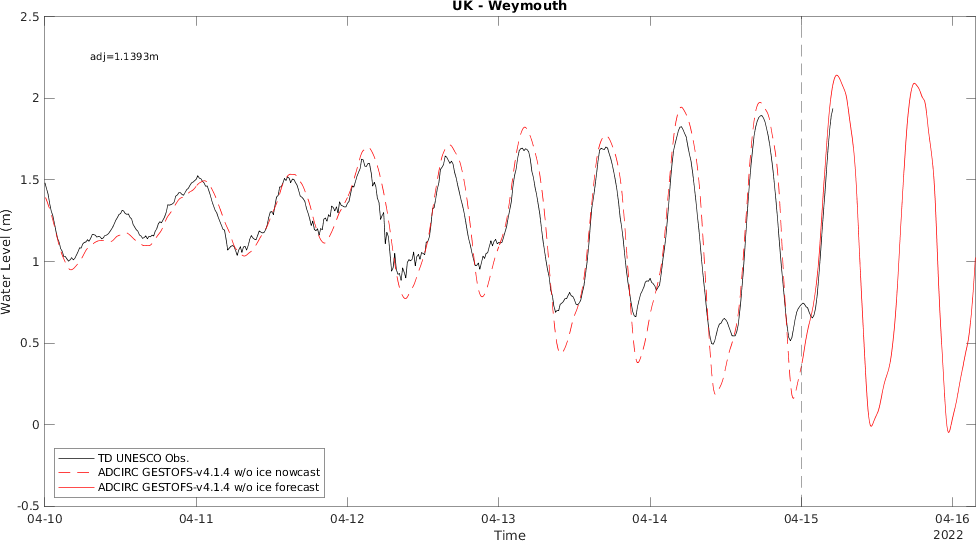 UK - Weymouth
adj=1.1393m
2.5
2
1.5
1
0.5
0
-0.5
Water Level (m)
TD UNESCO Obs.
ADCIRC GESTOFS-v4.1.4 w/o ice nowcast
ADCIRC GESTOFS-v4.1.4 w/o ice forecast
04-10 04-11 04-12 04-13 04-14 04-15 04-16
Time 2022